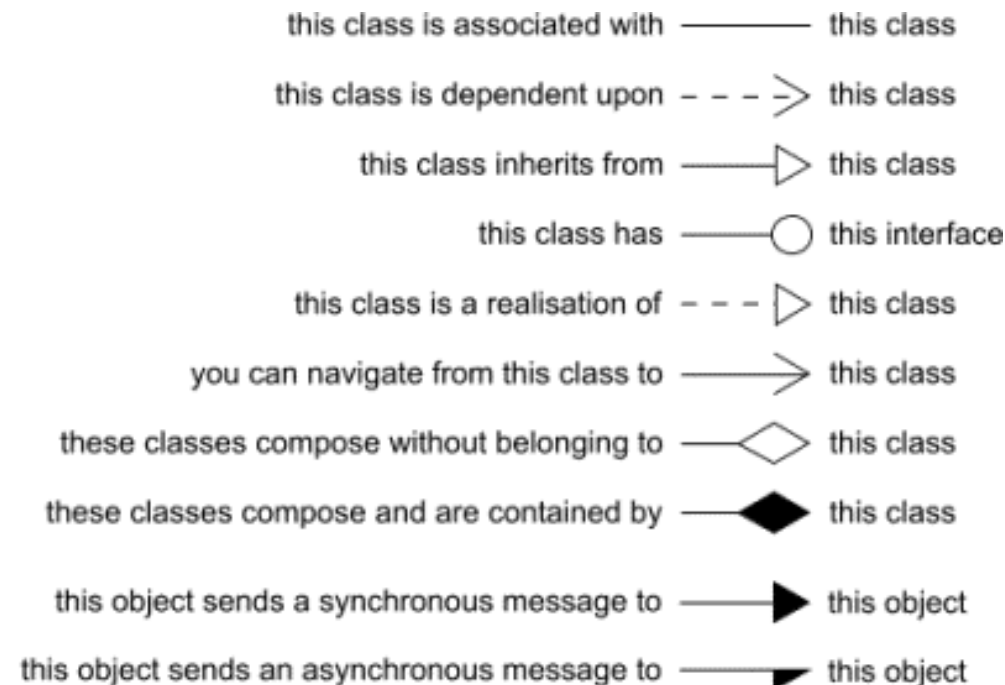 this class is associated with this class
this class is dependent upon this class
this class inherits from this class
this class has this interface
this class is a realisation of this class
you can navigate from this class to this class
these classes compose without belonging to this class
these classes compose and are contained by this class
this object sends a synchronous message to this object
this object sends an asynchronous message to this object